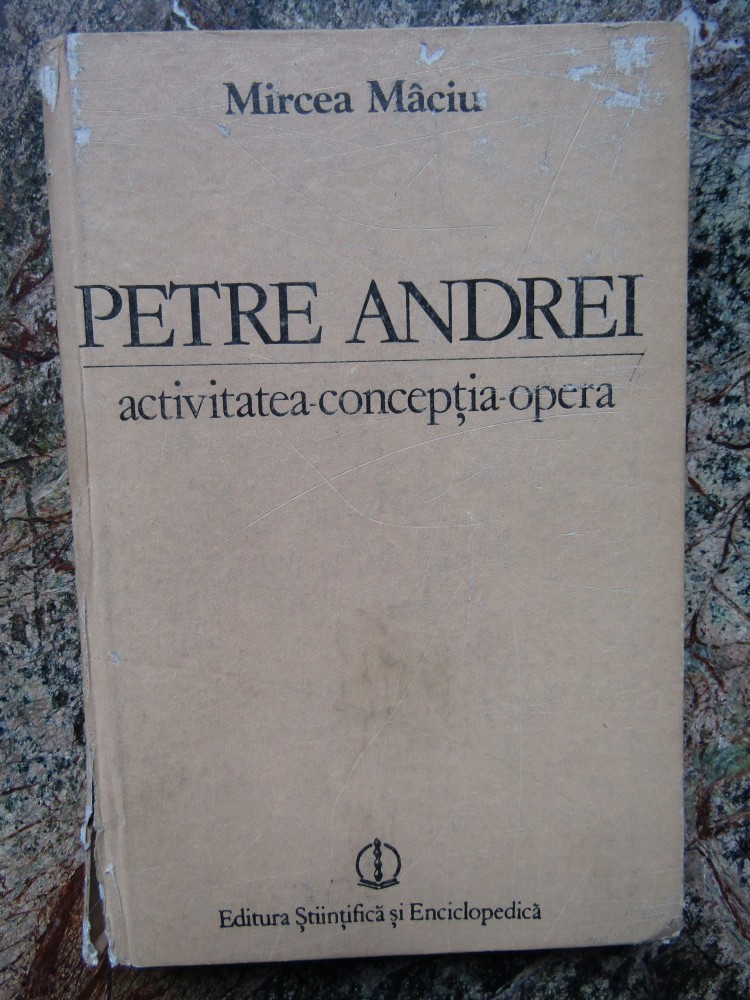 Mircea Mâciu
PETRE ANDREI
activitatea-concepția-opera
Editura Științifică și Enciclopedică